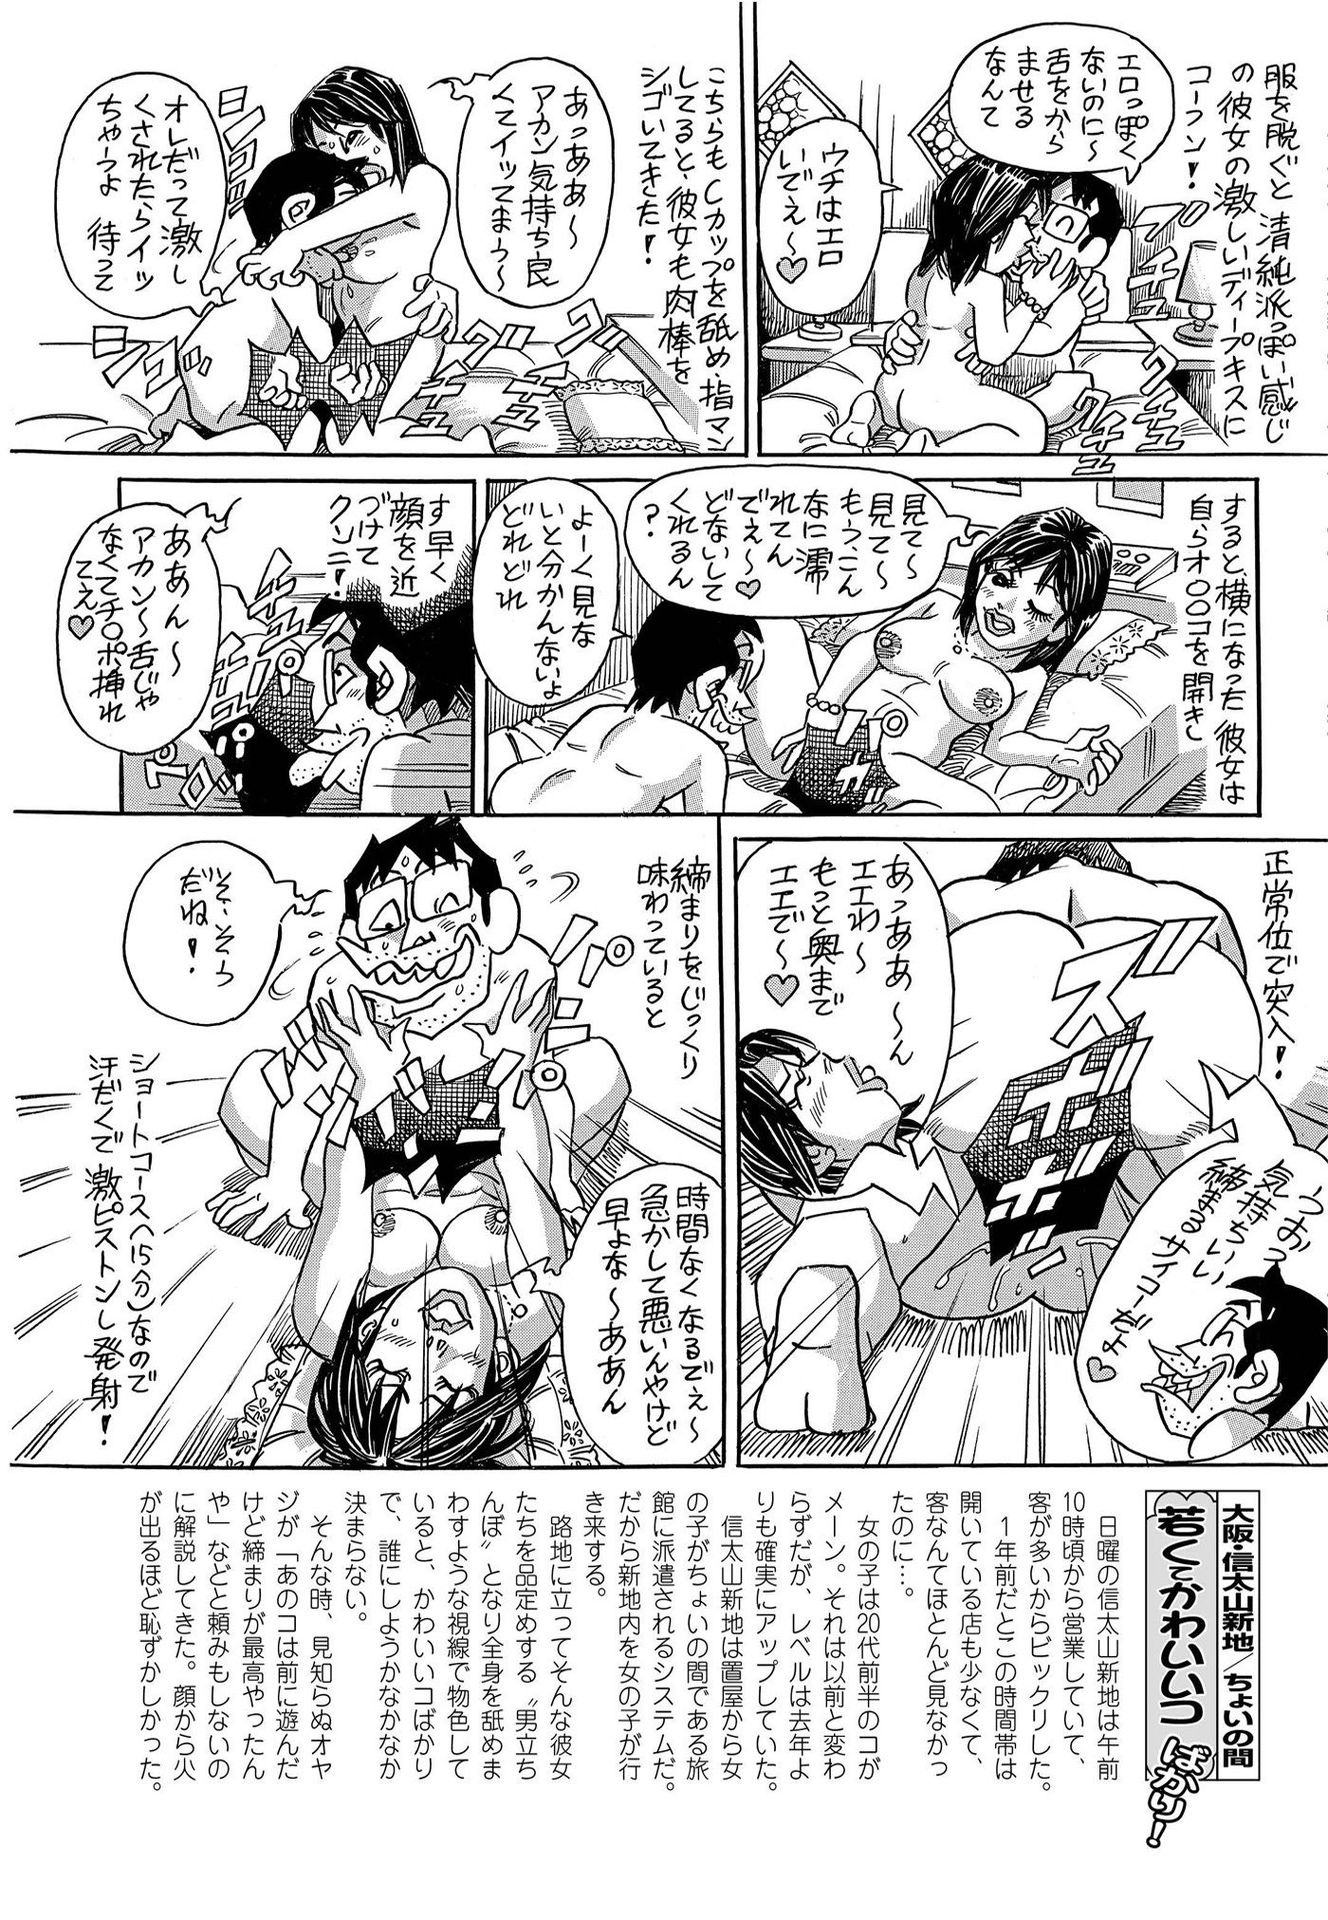 服を脱ぐと清純派っぽい感じ
の彼女の激しいディープキスに
コーフン!
エロっぽく
ないのに〜
舌をから
ませる
なんて
ウチはエロ
いでぇ〜♡
ブチュ
クチュ
こちらもCカップを舐め・指マン
してると、彼女も肉棒を
シゴいてきた!
あっああ〜
アカン気持ち良
くてイッてまう〜
オレだって激し
くされたらイッ
ちゃうよ 待って
すると横になった彼女は
自らオ〇〇コを開き
見て〜
見て〜
もうこん
なに濡
れてん
でぇ〜♡
どないして
くれるん
?
よーく見な
いと分かんないよ
どれどれ
す早く
顔を近
づけて
クンニ!
ああん〜
アカン〜舌じゃ
なくてチ〇ポ挿れ
てぇ♡
正常位で突入!
あっああ〜ん
エエわ〜
もっと奥まで
エエで〜♡
ズボズボ
うおっ
気持ちいい
締まるサイコーだよ
♡
締まりをじっくり
味わっていると
そ、そう
だね!
時間なくなるでぇ〜
急かして悪いんやけど
早よな〜ああん
ショートコース(15分)なので
汗だくで激ピストンし発射!
大阪・信太山新地/ちょいの間
若くてかわいいコ
ばかり!
日曜の信太山新地は午前
10時頃から営業していて、
客が多いからビックリした。
1年前だとこの時間帯は
開いている店も少なくて、
客なんてほとんど見なかっ
たのに…。
女の子は20代前半のコが
メーン。それは以前と変わ
らずだが、レベルは去年よ
りも確実にアップしていた。
信太山新地は置屋から女
の子がちょいの間である旅
館に派遣されるシステムだ。
だから新地内を女の子が行
き来する。
路地に立ってそんな彼女
たちを品定めする〝男立ち
んぼ〟となり全身を舐めま
わすような視線で物色して
いると、かわいいコばかり
で、誰にしようかなかなか
決まらない。
そんな時、見知らぬオヤ
ジが「あのコは前に遊んだ
けど締まりが最高やったん
や」などと頼みもしないの
に解説してきた。顔から火
が出るほど恥ずかしかった。